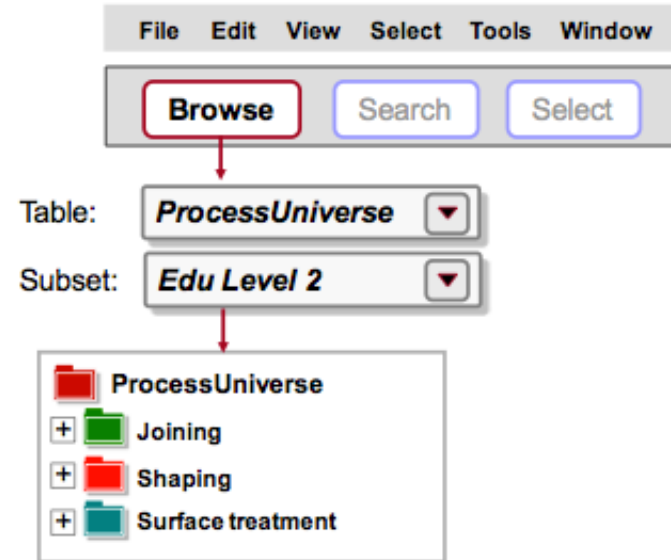 File Edit View Select Tools Window
Browse Search Select
Table: ProcessUniverse
Subset: Edu Level 2
ProcessUniverse
+ Joining
+ Shaping
+ Surface treatment